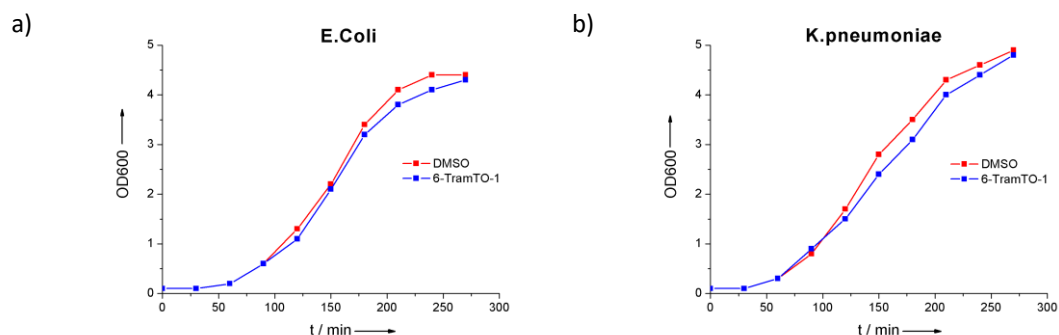 a)
E.Coli
5
4
3
2
1
0
OD600
0 50 100 150 200 250 300
t / min
DMSO
6-TramTO-1
b)
K.pneumoniae
5
4
3
2
1
0
OD600
0 50 100 150 200 250 300
t / min
DMSO
6-TramTO-1